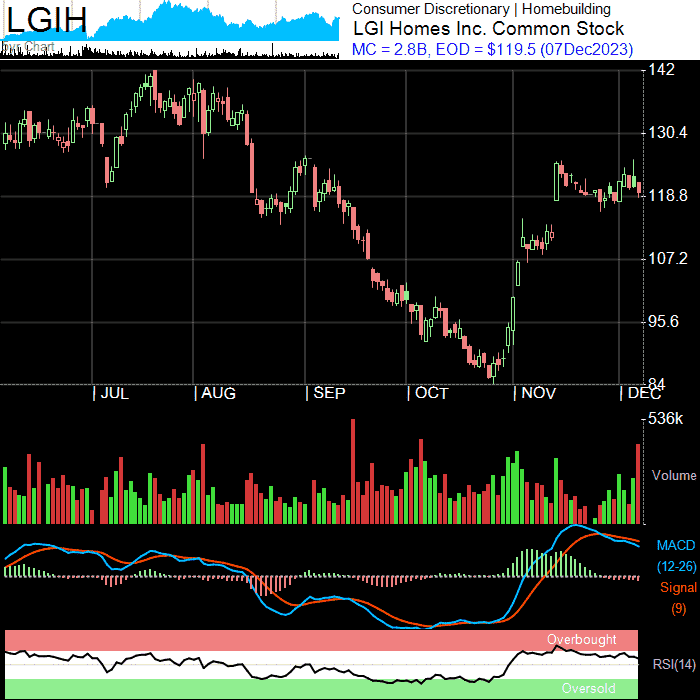 LGIH
Consumer Discretionary | Homebuilding
LGI Homes Inc. Common Stock
MC = 2.8B, EOD = $119.5 (07Dec2023)
142
130.4
118.8
107.2
95.6
84
JUL AUG SEP OCT NOV DEC
536k
Volume
MACD
(12-26)
Signal
(9)
Overbought
RSI(14)
Oversold